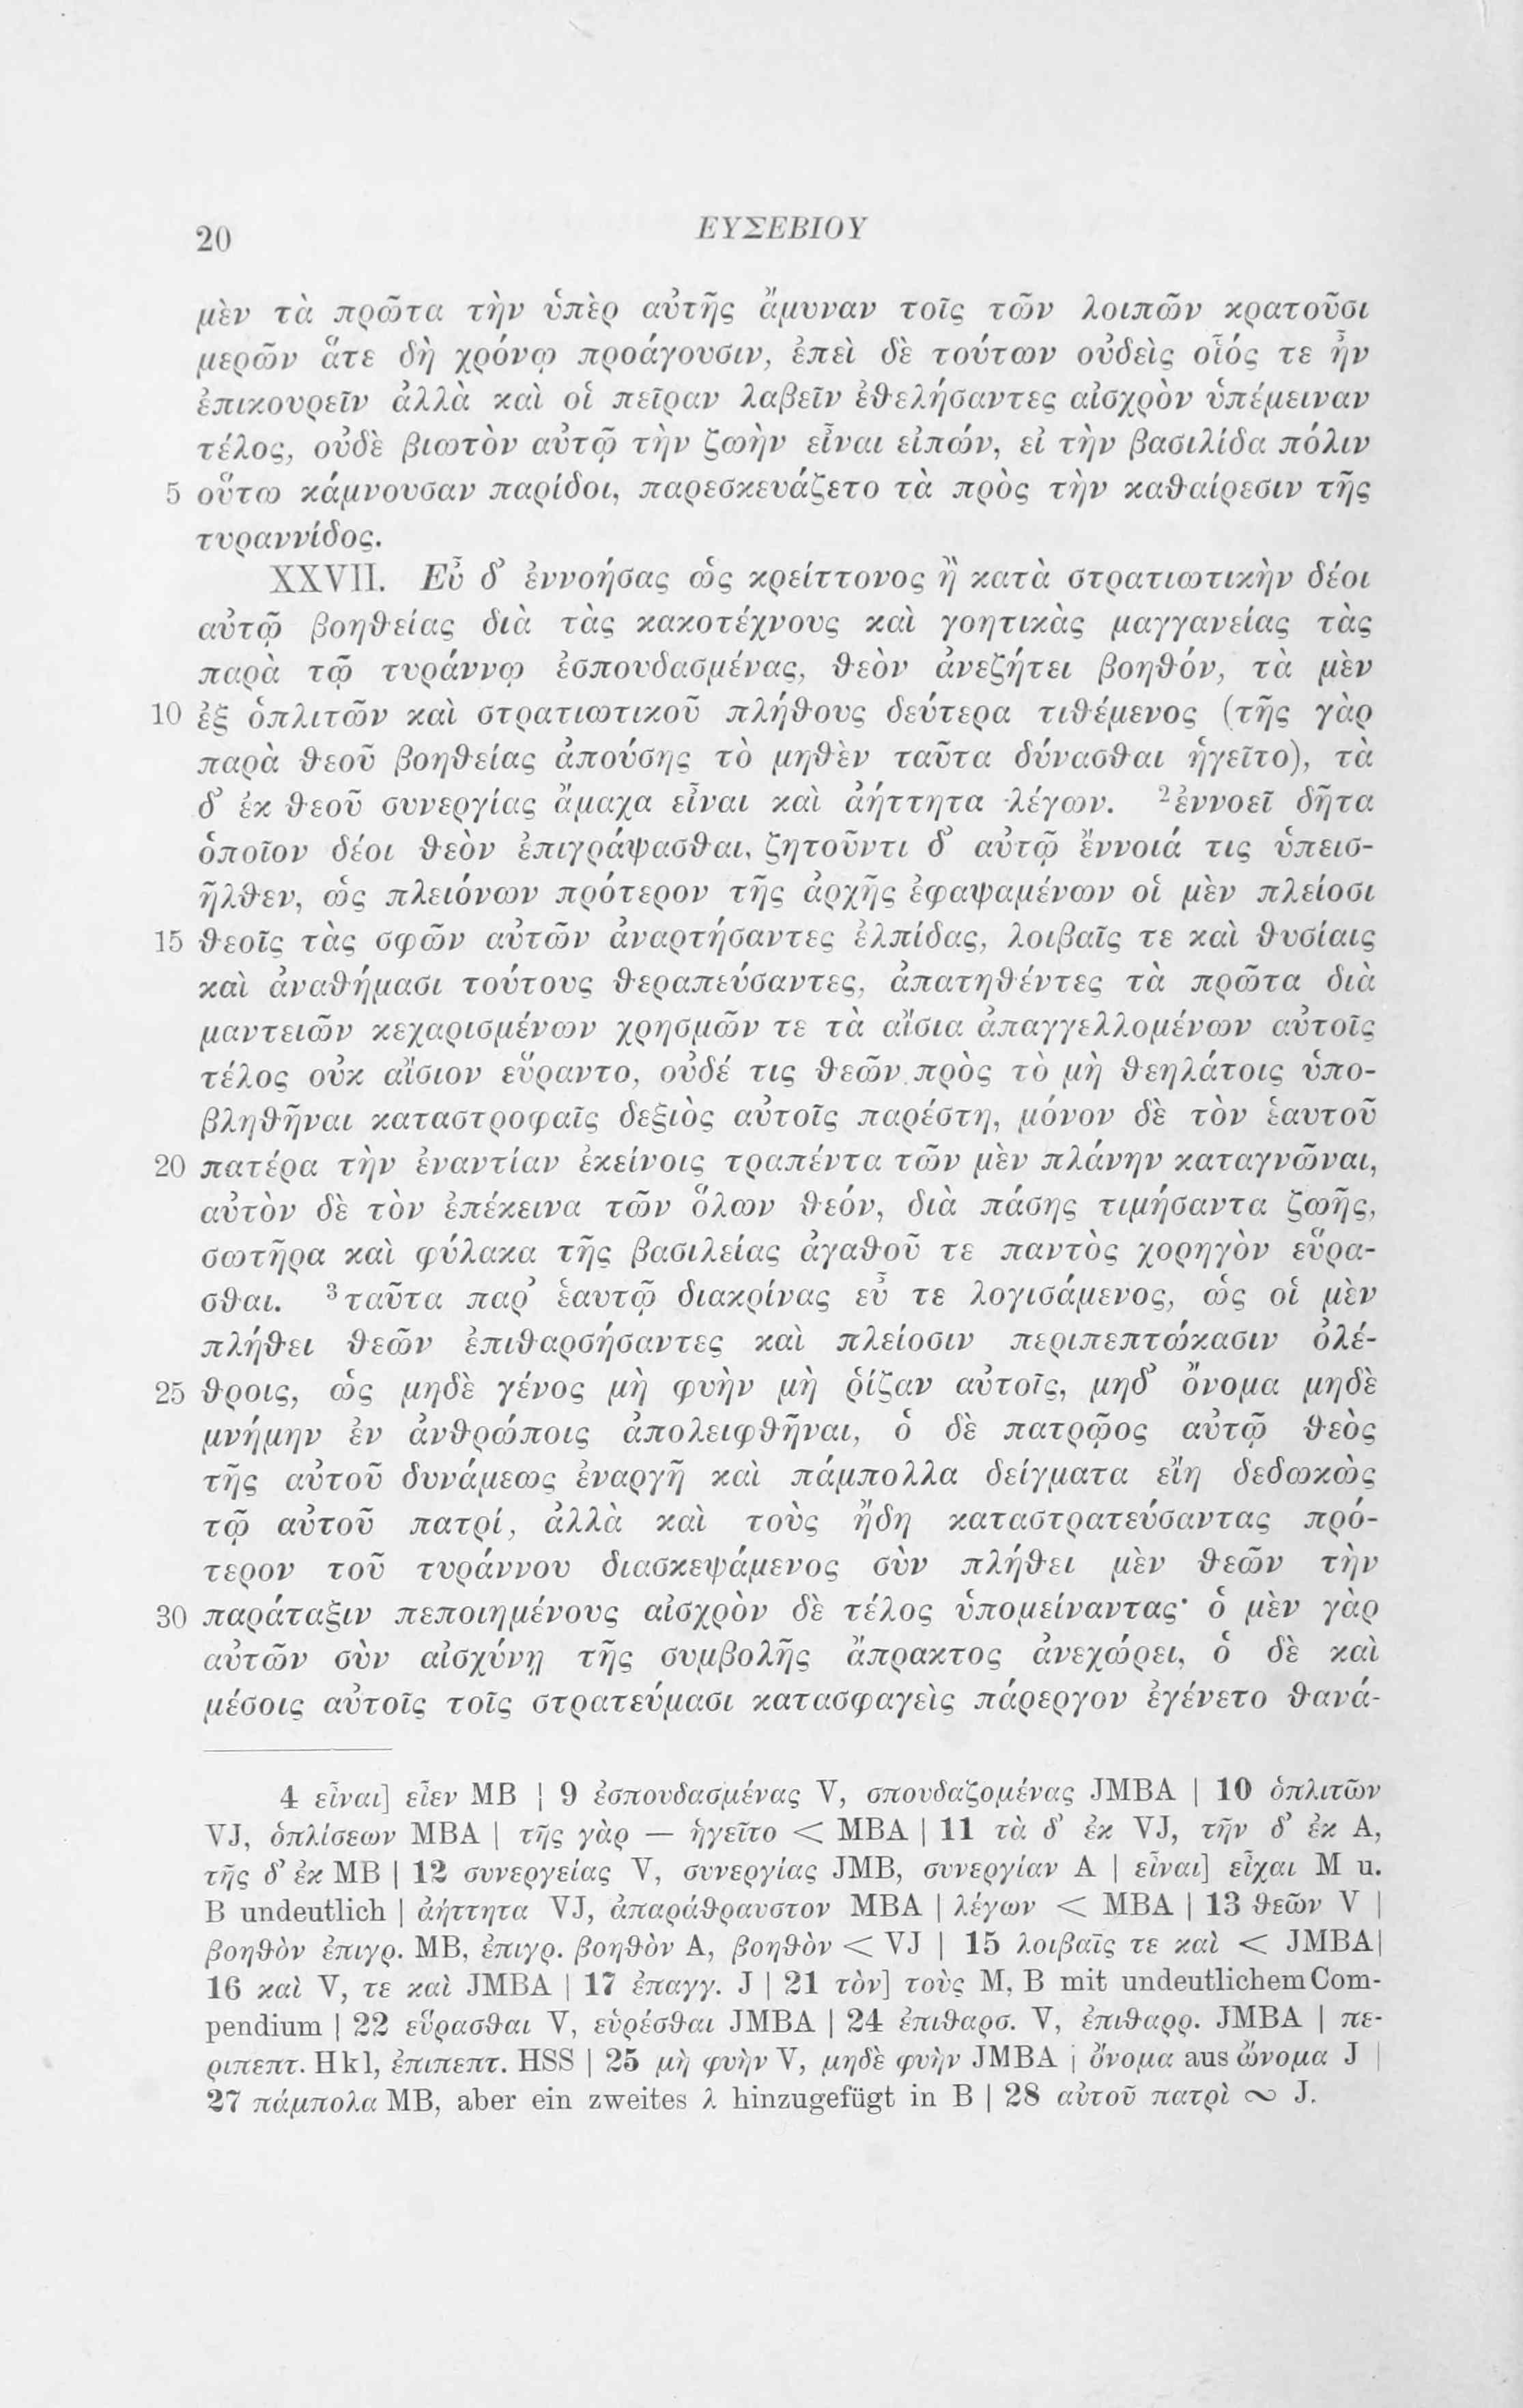 20
ΕΥΣΕΒΙΟΥ
μὲν τὰ πρῶτα τὴν ὑπὲρ αὐτῆς ἄμυναν τοῖς τῶν λοιπῶν κρατοῦσι
μερῶν ἅτε δὴ χρόνῳ προάγουσιν, ἐπεὶ δὲ τούτων οὐδεὶς οἷός τε ἦν
ἐπικουρεῖν ἀλλὰ καὶ οἱ πεῖραν λαβεῖν ἐθελήσαντες αἰσχρὸν ὑπέμειναν
τέλος, οὐδὲ βιωτὸν αὐτῷ τὴν ζωὴν εἶναι εἰπών, εἰ τὴν βασιλίδα πόλιν
5 οὕτω κάμνουσαν παρίδοι, παρεσκευάζετο τὰ πρὸς τὴν καθαίρεσιν τῆς
τυραννίδος.
XXVII. Εὖ δ' ἐννοήσας ὡς κρείττονος ἢ κατὰ στρατιωτικὴν δέοι
αὐτῷ βοηθείας διὰ τὰς κακοτέχνους καὶ γοητικὰς μαγγανείας τὰς
παρὰ τῷ τυράννῳ ἐσπουδασμένας, θεὸν ἀνεζήτει βοηθόν, τὰ μὲν
10 ἐξ ὁπλιτῶν καὶ στρατιωτικοῦ πλήθους δεύτερα τιθέμενος (τῆς γὰρ
παρὰ θεοῦ βοηθείας ἀπούσης τὸ μηθὲν ταῦτα δύνασθαι ἡγεῖτο), τὰ
δ' ἐκ θεοῦ συνεργίας ἄμαχα εἶναι καὶ ἀήττητα λέγων. ²ἐννοεῖ δῆτα
ὁποῖον δέοι θεὸν ἐπιγράψασθαι, ζητοῦντι δ' αὐτῷ ἔννοιά τις ὑπεισ-
ῆλθεν, ὡς πλειόνων πρότερον τῆς ἀρχῆς ἐφαψαμένων οἱ μὲν πλείοσι
15 θεοῖς τὰς σφῶν αὐτῶν ἀναρτήσαντες ἐλπίδας, λοιβαῖς τε καὶ θυσίαις
καὶ ἀναθήμασι τούτους θεραπεύσαντες, ἀπατηθέντες τὰ πρῶτα διὰ
μαντειῶν κεχαρισμένων χρησμῶν τε τὰ αἴσια ἀπαγγελλομένων αὐτοῖς
τέλος οὐκ αἴσιον εὕραντο, οὐδέ τις θεῶν πρὸς τὸ μὴ θεηλάτοις ὑπο-
βληθῆναι καταστροφαῖς δεξιὸς αὐτοῖς παρέστη, μόνον δὲ τὸν ἑαυτοῦ
20 πατέρα τὴν ἐναντίαν ἐκείνοις τραπέντα τῶν μὲν πλάνην καταγνῶναι,
αὐτὸν δὲ τὸν ἐπέκεινα τῶν ὅλων θεόν, διὰ πάσης τιμήσαντα ζωῆς,
σωτῆρα καὶ φύλακα τῆς βασιλείας ἀγαθοῦ τε παντὸς χορηγὸν εὕρα-
σθαι. ³ταῦτα παρ' ἑαυτῷ διακρίνας εὖ τε λογισάμενος, ὡς οἱ μὲν
πλήθει θεῶν ἐπιθαρσήσαντες καὶ πλείοσιν περιπεπτώκασιν ὀλέ-
25 θροις, ὡς μηδὲ γένος μὴ φυὴν μὴ ῥίζαν αὐτοῖς, μηδ' ὄνομα μηδὲ
μνήμην ἐν ἀνθρώποις ἀπολειφθῆναι, ὁ δὲ πατρῷος αὐτῷ θεὸς
τῆς αὐτοῦ δυνάμεως ἐναργῆ καὶ πάμπολλα δείγματα εἴη δεδωκὼς
τῷ αὐτοῦ πατρί, ἀλλὰ καὶ τοὺς ἤδη καταστρατεύσαντας πρό-
τερον τοῦ τυράννου διασκεψάμενος σὺν πλήθει μὲν θεῶν τὴν
30 παράταξιν πεποιημένους αἰσχρὸν δὲ τέλος ὑπομείναντας· ὁ μὲν γὰρ
αὐτῶν σὺν αἰσχύνῃ τῆς συμβολῆς ἄπρακτος ἀνεχώρει, ὁ δὲ καὶ
μέσοις αὐτοῖς τοῖς στρατεύμασι κατασφαγεὶς πάρεργον ἐγένετο θανά-
4 εἶναι] εἶεν MB | 9 ἐσπουδασμένας V, σπουδαζομένας JMBA | 10 ὁπλιτῶν
VJ, ὁπλίσεων MBA | τῆς γὰρ — ἡγεῖτο < MBA | 11 τὰ δ' ἐκ VJ, τὴν δ' ἐκ A,
τῆς δ' ἐκ MB | 12 συνεργείας V, συνεργίας JMB, συνεργίαν A | εἶναι] εἶχαι M u.
B undeutlich | ἀήττητα VJ, ἀπαράθραυστον MBA | λέγων < MBA | 13 θεῶν V |
βοηθὸν ἐπιγρ. MB, ἐπιγρ. βοηθὸν A, βοηθὸν < VJ | 15 λοιβαῖς τε καὶ < JMBA|
16 καὶ V, τε καὶ JMBA | 17 ἐπαγγ. J | 21 τὸν] τοὺς M, B mit undeutlichem Com-
pendium | 22 εὕρασθαι V, εὑρέσθαι JMBA | 24 ἐπιθαρσ. V, ἐπιθαρρ. JMBA | πε-
ριπεπτ. Hkl, ἐπιπεπτ. HSS | 25 μὴ φυὴν V, μηδὲ φυὴν JMBA | ὄνομα aus ὤνομα J |
27 πάμπολα MB, aber ein zweites λ hinzugefügt in B | 28 αὐτοῦ πατρὶ ∾ J.